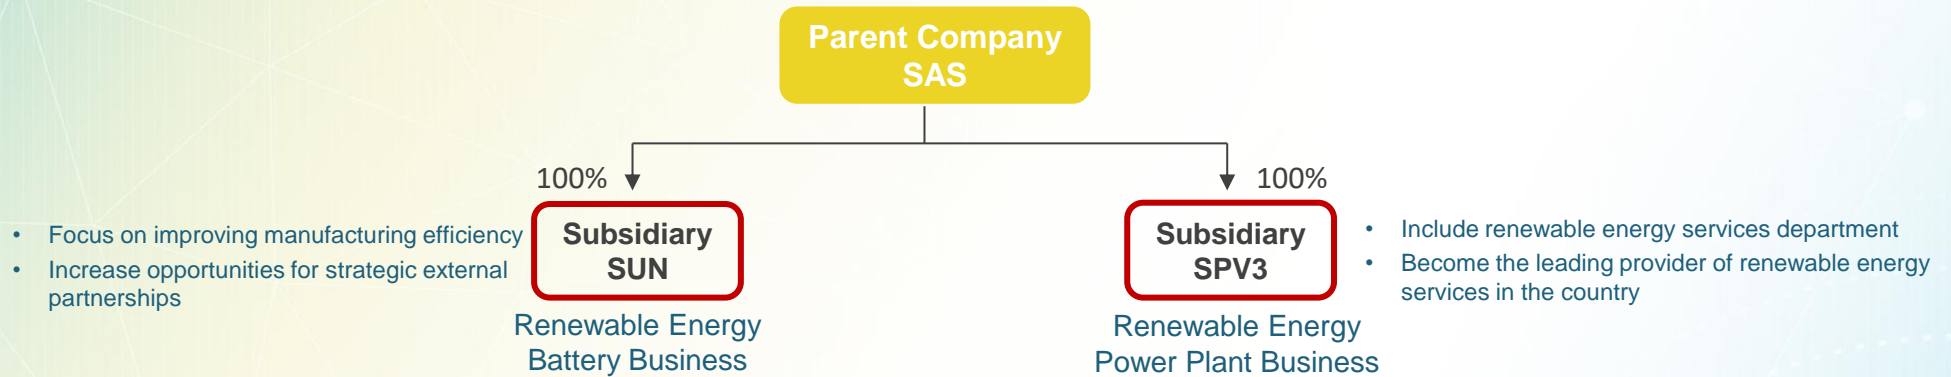 Parent Company
SAS
100%
100%
• Focus on improving manufacturing efficiency
• Increase opportunities for strategic external
partnerships
Subsidiary
SUN
Renewable Energy
Battery Business
Subsidiary
SPV3
Renewable Energy
Power Plant Business
• Include renewable energy services department
• Become the leading provider of renewable energy
services in the country